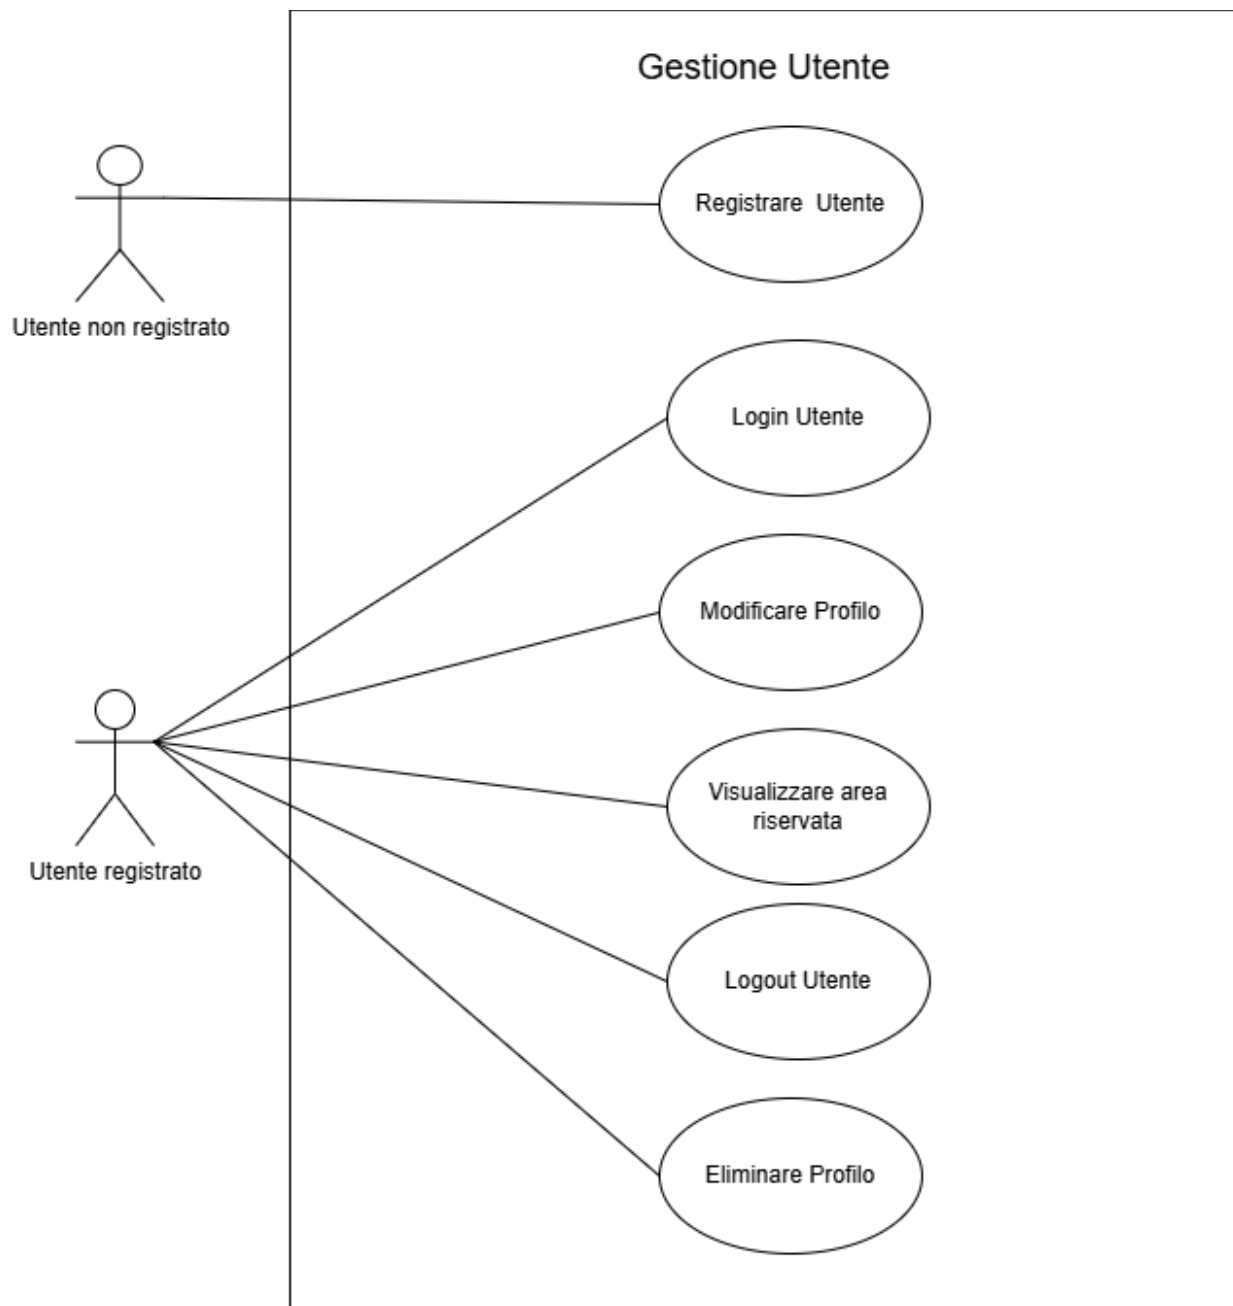 Gestione Utente
Registrare Utente
Utente non registrato
Login Utente
Modificare Profilo
Visualizzare area
riservata
Utente registrato
Logout Utente
Eliminare Profilo